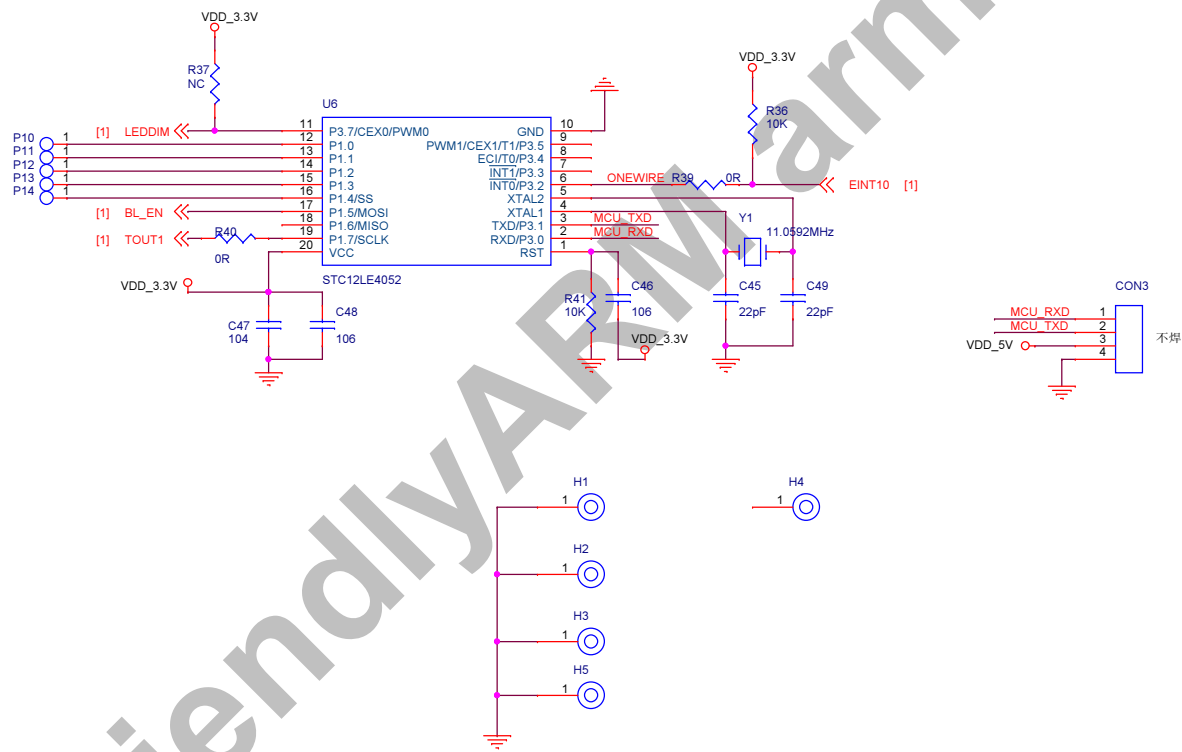 VDD_3.3V
R37
NC
[1] LEDDIM
P10
P11
P12
P13
P14
1
1
1
1
1
[1] BL_EN
[1] TOUT1
R40
0R
U6
11 P3.7/CEX0/PWM0
12 P1.0
13 P1.1
14 P1.2
15 P1.3
16 P1.4/SS
17 P1.5/MOSI
18 P1.6/MISO
19 P1.7/SCLK
20 VCC
GND 10
PWM1/CEX1/T1/P3.5 9
ECI/T0/P3.4 8
INT1/P3.3 7
INT0/P3.2 6
XTAL2 5
XTAL1 4
TXD/P3.1 3
RXD/P3.0 2
RST 1
STC12LE4052
VDD_3.3V
C47
104
C48
106
VDD_3.3V
R36
10K
ONEWIRE R39 0R
EINT10 [1]
MCU_TXD
MCU_RXD
Y1
11.0592MHz
R41
10K
C46
106
VDD_3.3V
C45
22pF
C49
22pF
CON3
MCU_RXD 1
MCU_TXD 2
VDD_5V 3
4
不焊
H1
1
H2
1
H3
1
H5
1
H4
1
iendlyARM arm